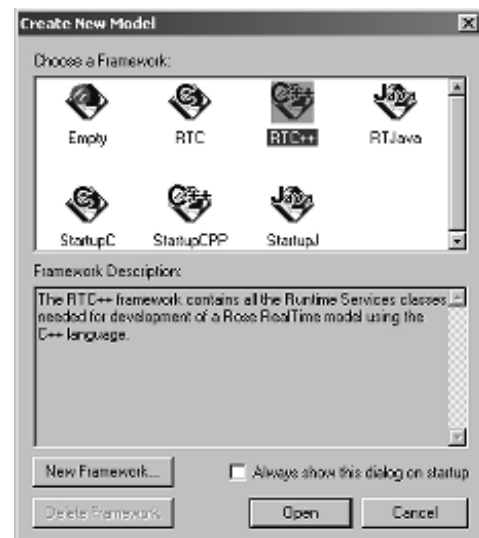 Create New Model
Choose a Framework:
Empty RTC RTC++ RTJava
StartupC StartupCPP StartupJ
Framework Description:
The RTC++ framework contains all the Runtime Services classes
needed for development of a Rose RealTime model using the
C++ language.
New Framework...
Always show this dialog on startup
Delete Framework
Open
Cancel